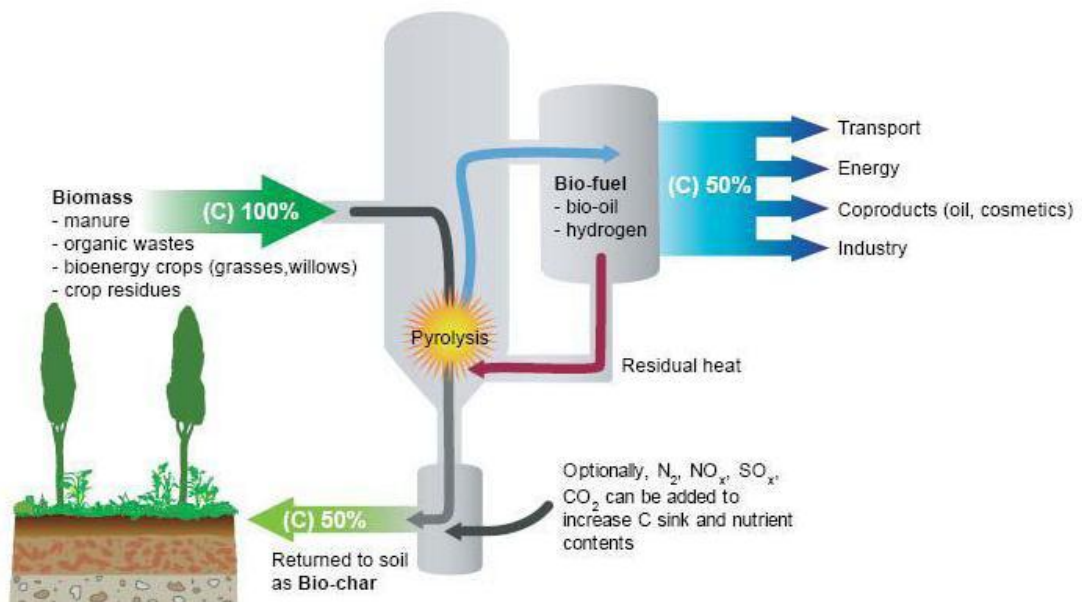 Biomass
- manure
- organic wastes
- bioenergy crops (grasses,willows)
- crop residues
(C) 100%
Pyrolysis
Bio-fuel
- bio-oil
- hydrogen
(C) 50%
Transport
Energy
Coproducts (oil, cosmetics)
Industry
Residual heat
Optionally, N₂, NOₓ, SOₓ,
CO₂ can be added to
increase C sink and nutrient
contents
(C) 50%
Returned to soil
as Bio-char